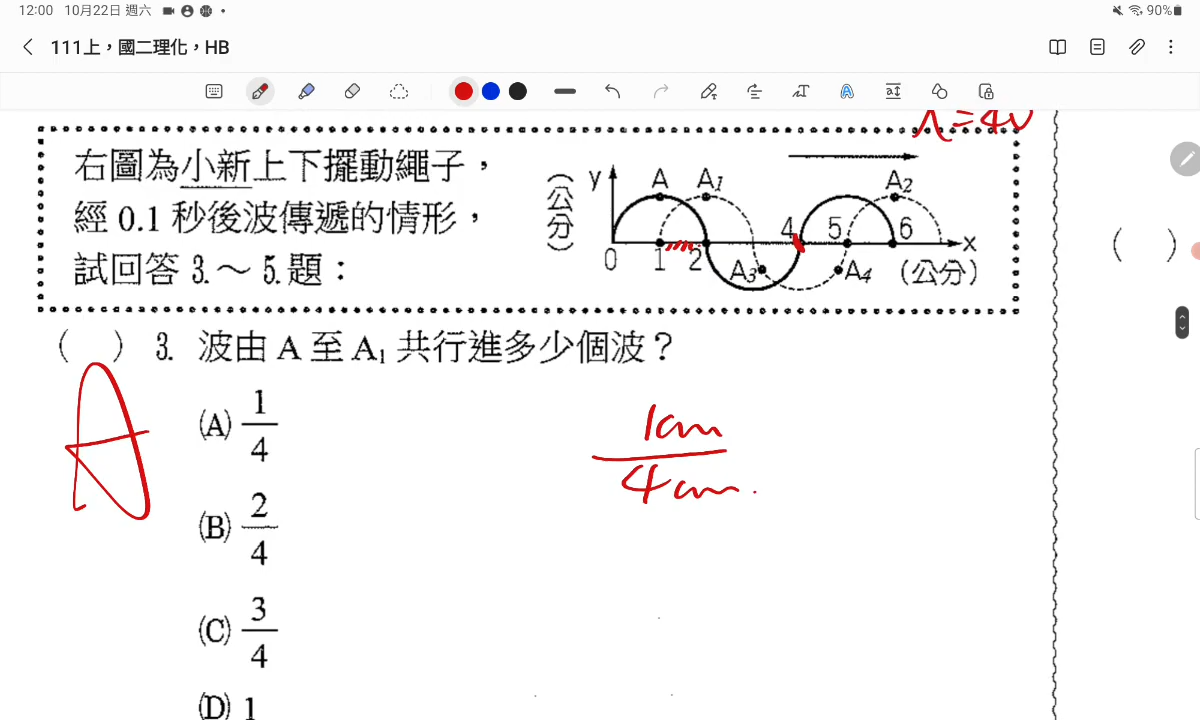 12:00 10月22日 週六
90%
111上，國二理化，HB
λ=4
右圖為小新上下擺動繩子，
經 0.1 秒後波傳遞的情形，
試回答 3.～ 5.題：
y (公分)
A A1 A2
4 5 6 x
0 1 2 A3 A4 (公分)
( )
( ) 3. 波由 A 至 A₁ 共行進多少個波？
A
(A) 1/4
1cm
4cm.
(B) 2/4
(C) 3/4
(D) 1